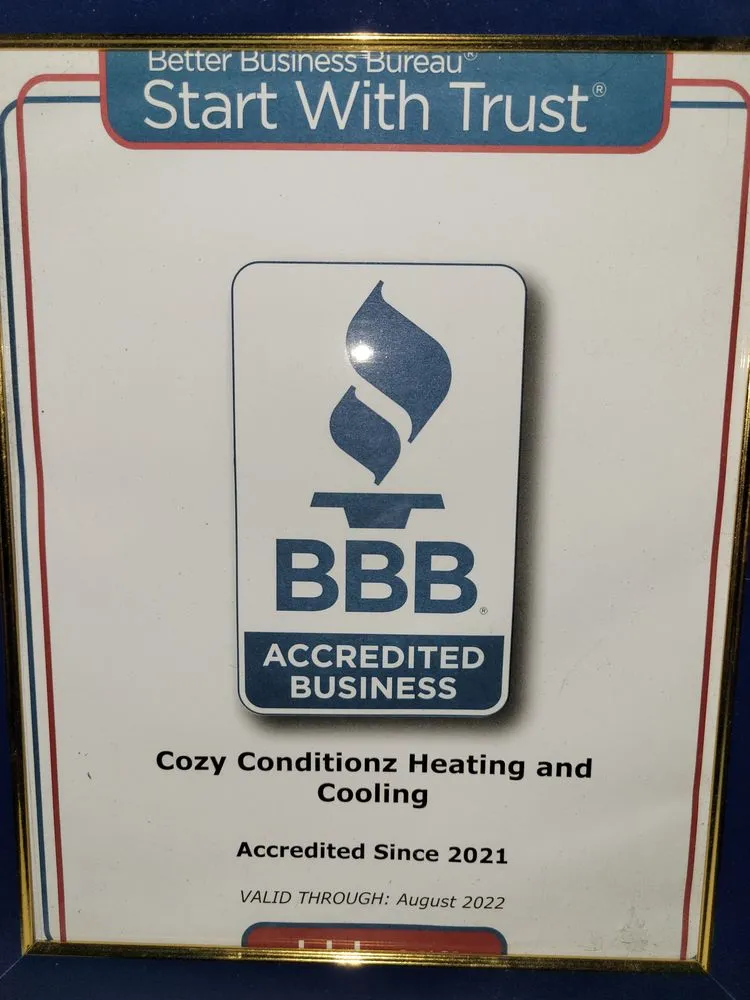 Better Business Bureau®
Start With Trust®
BBB®
ACCREDITED
BUSINESS
Cozy Conditionz Heating and
Cooling
Accredited Since 2021
VALID THROUGH: August 2022